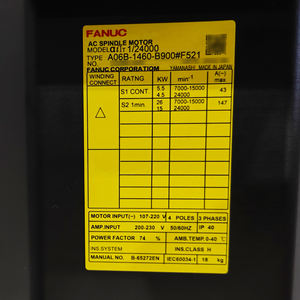 FANUC
AC SPINDLE MOTOR
MODEL αiIT 1/24000
TYPE A06B-1460-B900#F521
NO. YAMANASHI MADE IN JAPAN
FANUC CORPORATION
WINDING CONNECT RATNG KW min⁻¹ A(~) max
△ S1 CONT 5.5 7000-15000 43
4.5 24000
S2 1min 26 7000-15000 147
15 24000
MOTOR INPUT(~) 107-220 V 4 POLES 3 PHASES
AMP.INPUT 200-230 V 50/60HZ IP 40
POWER FACTOR 74 % AMB.TEMP. 0-40 ℃
INS.SYSTEM INS.CLASS H
MANUAL NO. B-65272EN IEC60034-1 18 kg